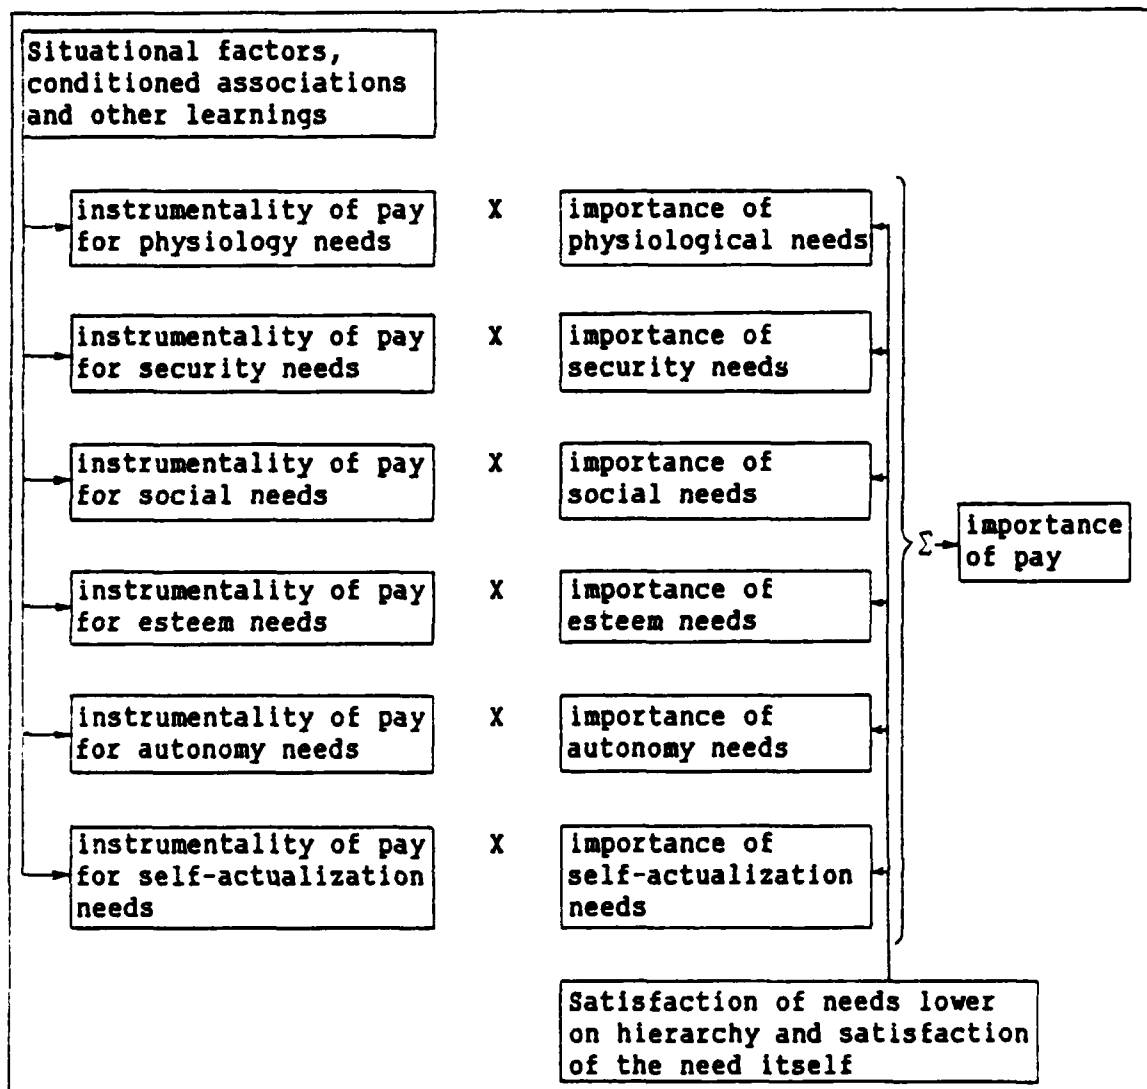 Situational factors,
conditioned associations
and other learnings
instrumentality of pay X importance of
for physiology needs physiological needs
instrumentality of pay X importance of
for security needs security needs
instrumentality of pay X importance of
for social needs social needs
Σ
importance
of pay
instrumentality of pay X importance of
for esteem needs esteem needs
instrumentality of pay X importance of
for autonomy needs autonomy needs
instrumentality of pay X importance of
for self-actualization self-actualization
needs needs
Satisfaction of needs lower
on hierarchy and satisfaction
of the need itself